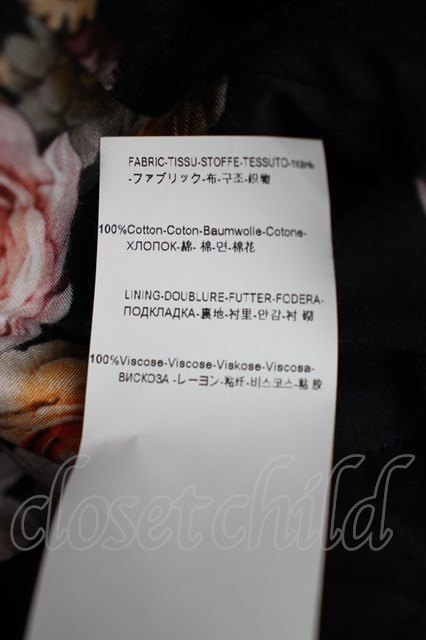 FABRIC-TISSU-STOFFE-TESSUTO-ткань
-ファブリック-布-구조-织物
100%Cotton-Coton-Baumwolle-Cotone-
ХЛОПОК-綿- 棉-면-棉花
LINING-DOUBLURE-FUTTER-FODERA-
ПОДКЛАДКА-裏地-衬里-안감-衬
100%Viscose-Viscose-Viskose-Viscosa-
ВИСКОЗА -レーヨン-粘纤-비스코스-粘 胶
closet child